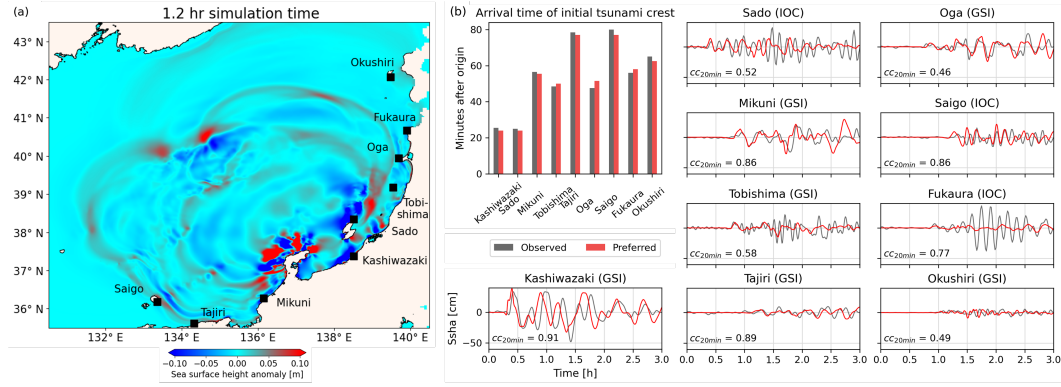 (a)
1.2 hr simulation time
43° N
42° N
41° N
40° N
39° N
38° N
37° N
36° N
Okushiri
Fukaura
Oga
Tobi-
shima
Sado
Kashiwazaki
Mikuni
Saigo
Tajiri
132° E
134° E
136° E
138° E
140° E
−0.10 −0.05 0.00 0.05 0.10
Sea surface height anomaly [m]
(b)
Arrival time of initial tsunami crest
Minutes after origin
80
60
40
20
0
Kashiwazaki
Sado
Mikuni
Tobishima
Tajiri
Oga
Saigo
Fukaura
Okushiri
Observed
Preferred
Kashiwazaki (GSI)
Ssha [cm]
0
−50
cc20min = 0.91
0.0 0.5 1.0 1.5 2.0 2.5 3.0
Time [h]
Sado (IOC)
cc20min = 0.52
Oga (GSI)
cc20min = 0.46
Mikuni (GSI)
cc20min = 0.86
Saigo (IOC)
cc20min = 0.86
Tobishima (GSI)
cc20min = 0.58
Fukaura (IOC)
cc20min = 0.77
Tajiri (GSI)
cc20min = 0.89
0.0 0.5 1.0 1.5 2.0 2.5 3.0
Okushiri (GSI)
cc20min = 0.49
0.0 0.5 1.0 1.5 2.0 2.5 3.0